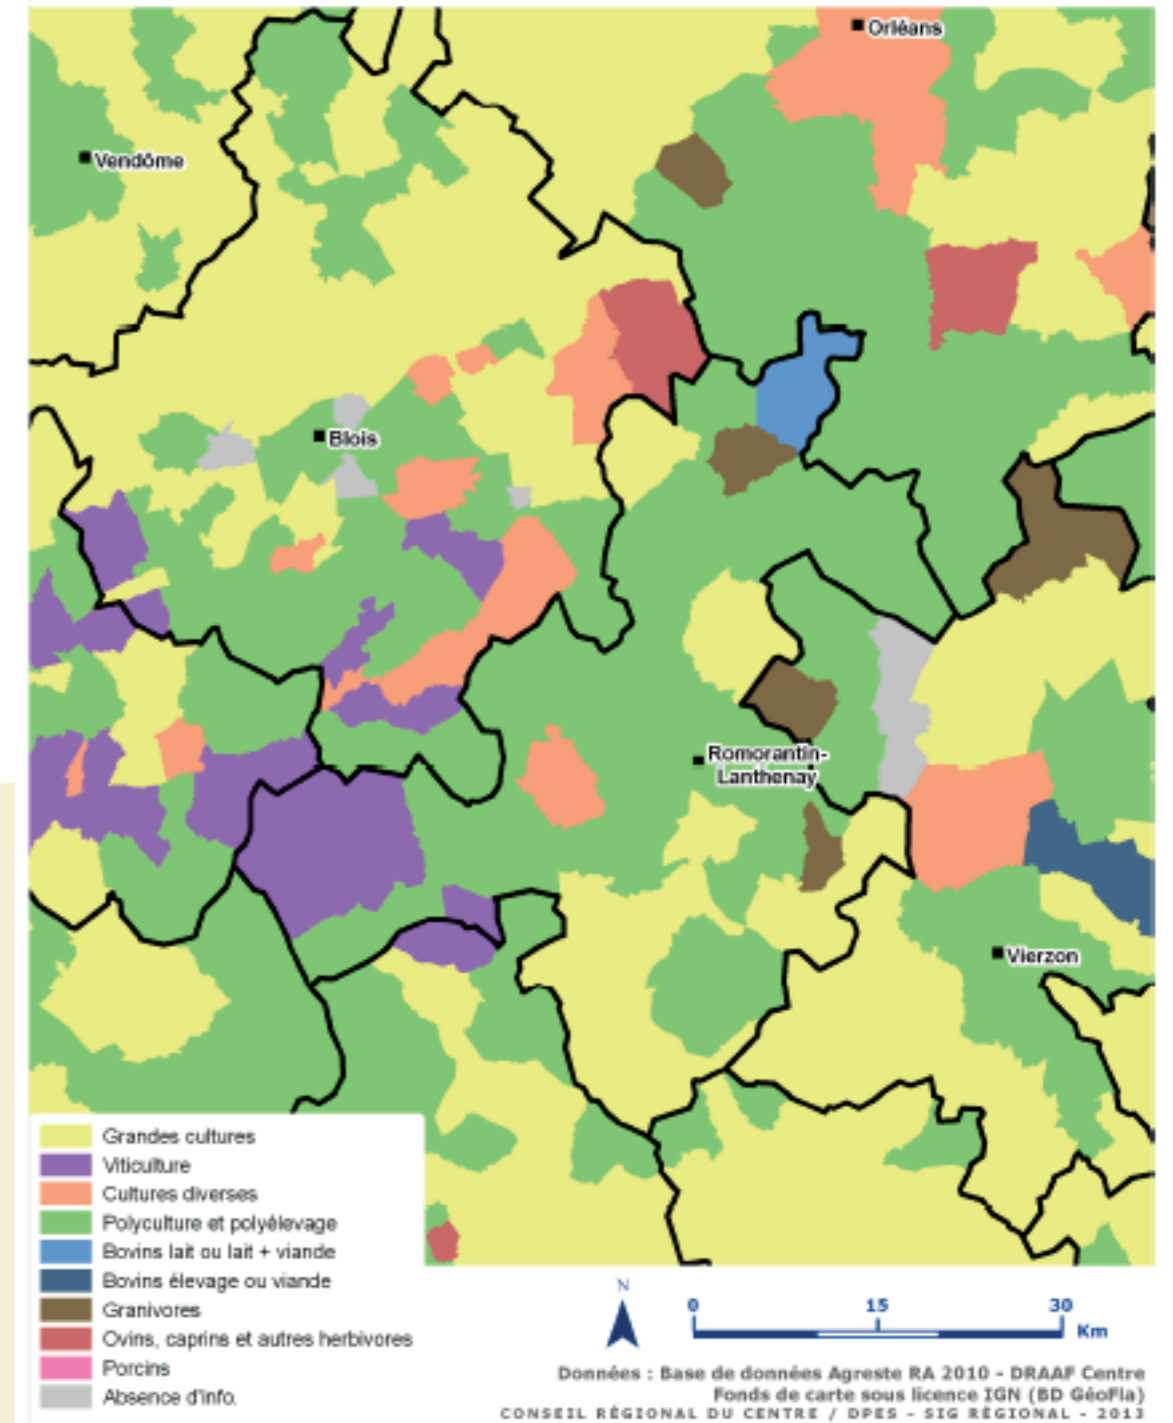 Orléans
Vendôme
Blois
Romorantin-
Lanthenay
Vierzon
Grandes cultures
Viticulture
Cultures diverses
Polyculture et polyélevage
Bovins lait ou lait + viande
Bovins élevage ou viande
Granivores
Ovins, caprins et autres herbivores
Porcins
Absence d'info.
N
0 15 30
Km
Données : Base de données Agreste RA 2010 - DRAAF Centre
Fonds de carte sous licence IGN (BD GéoFla)
CONSEIL RÉGIONAL DU CENTRE / DPES - SIG RÉGIONAL - 2013